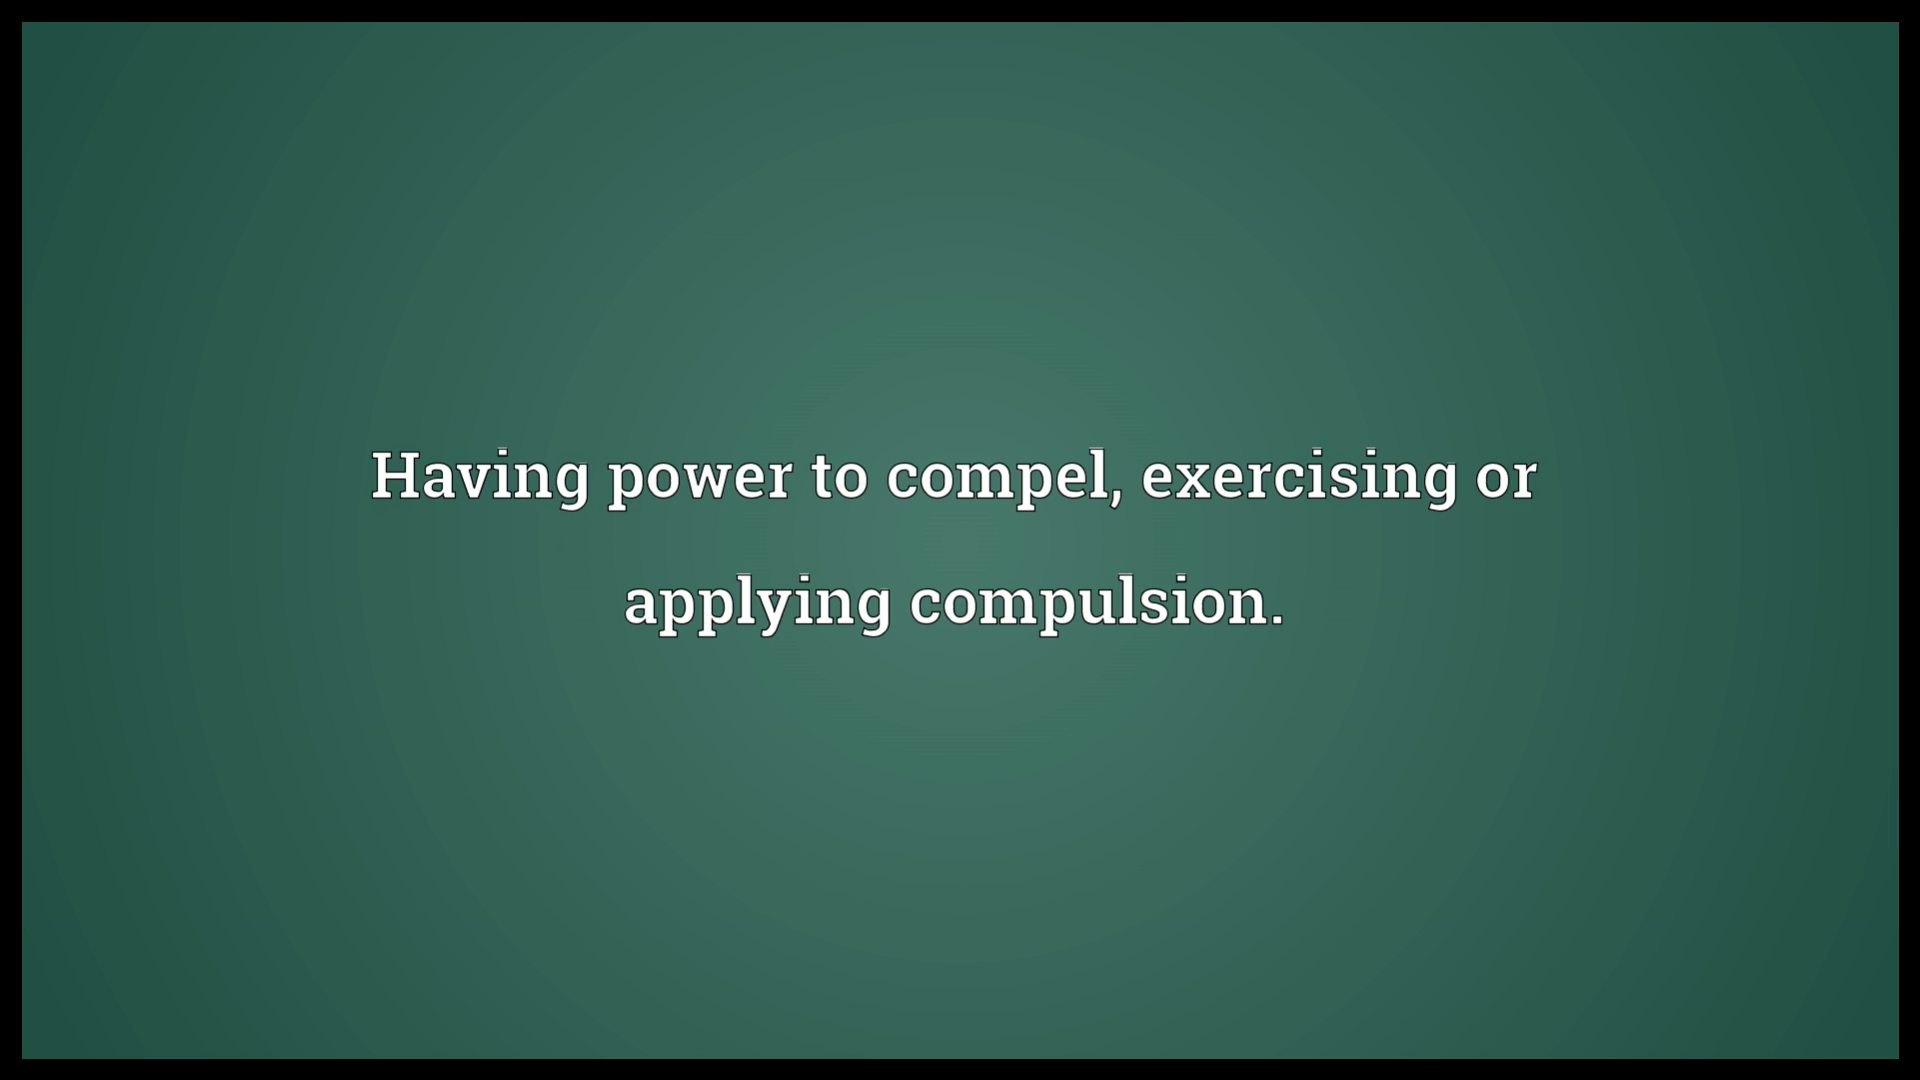 Having power to compel, exercising or
applying compulsion.